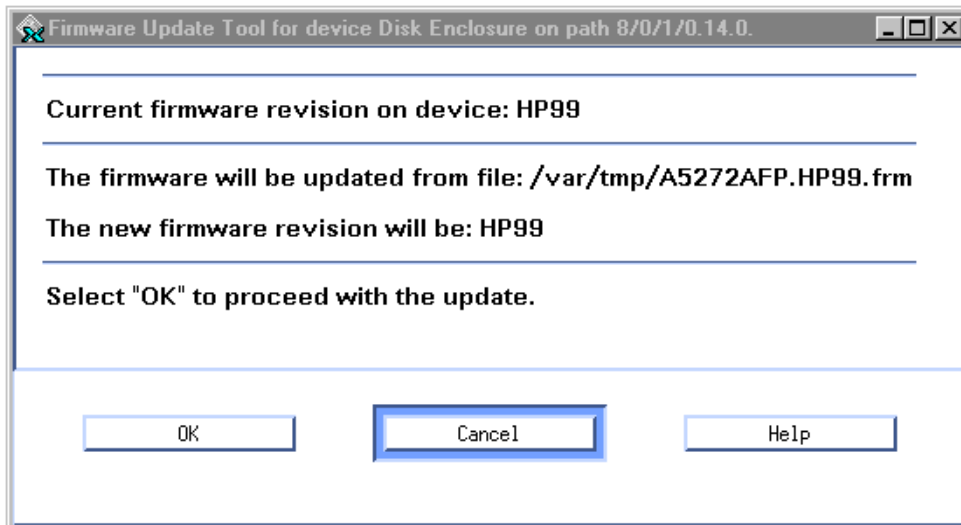 Firmware Update Tool for device Disk Enclosure on path 8/0/1/0.14.0.
Current firmware revision on device: HP99
The firmware will be updated from file: /var/tmp/A5272AFP.HP99.frm
The new firmware revision will be: HP99
Select "OK" to proceed with the update.
OK Cancel Help